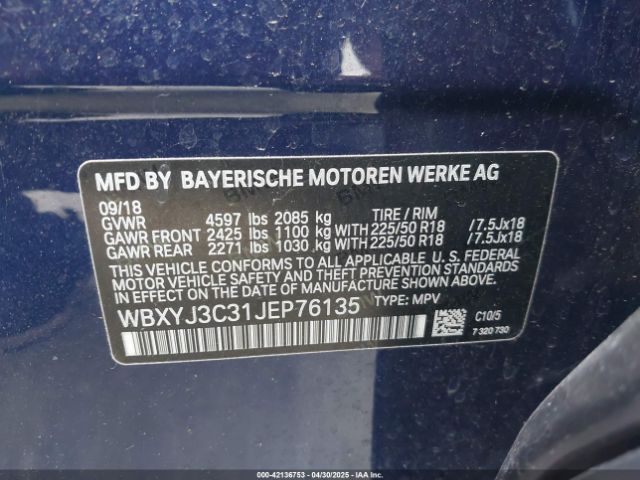 MFD BY BAYERISCHE MOTOREN WERKE AG
09/18
GVWR 4597 lbs 2085 kg TIRE / RIM
GAWR FRONT 2425 lbs 1100 kg WITH 225/50 R18 / 7.5Jx18
GAWR REAR 2271 lbs 1030 kg WITH 225/50 R18 / 7.5Jx18
THIS VEHICLE CONFORMS TO ALL APPLICABLE U. S. FEDERAL
MOTOR VEHICLE SAFETY AND THEFT PREVENTION STANDARDS
IN EFFECT ON THE DATE OF MANUFACTURE SHOWN ABOVE.
WBXYJ3C31JEP76135 TYPE: MPV
C10/5
7 320 730
000-42136753 - 04/30/2025 - IAAI.COM